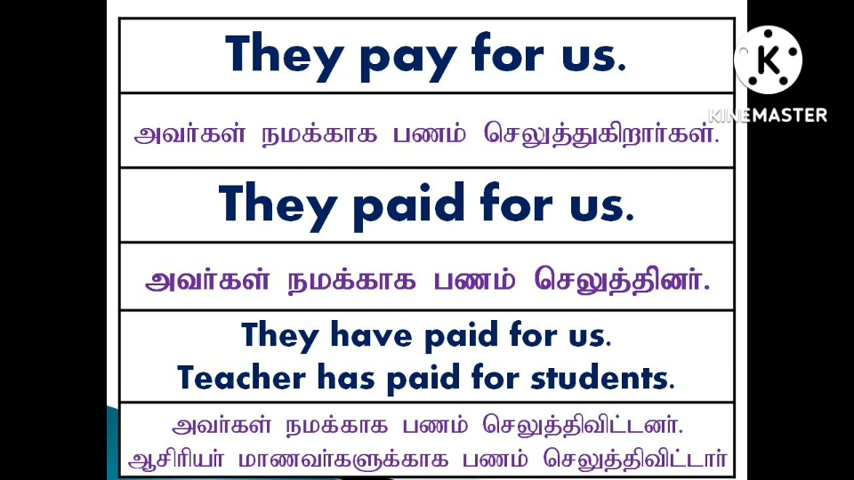 They pay for us.
K
KINEMASTER
அவர்கள் நமக்காக பணம் செலுத்துகிறார்கள்.
They paid for us.
அவர்கள் நமக்காக பணம் செலுத்தினர்.
They have paid for us.
Teacher has paid for students.
அவர்கள் நமக்காக பணம் செலுத்திவிட்டனர்.
ஆசிரியர் மாணவர்களுக்காக பணம் செலுத்திவிட்டார்